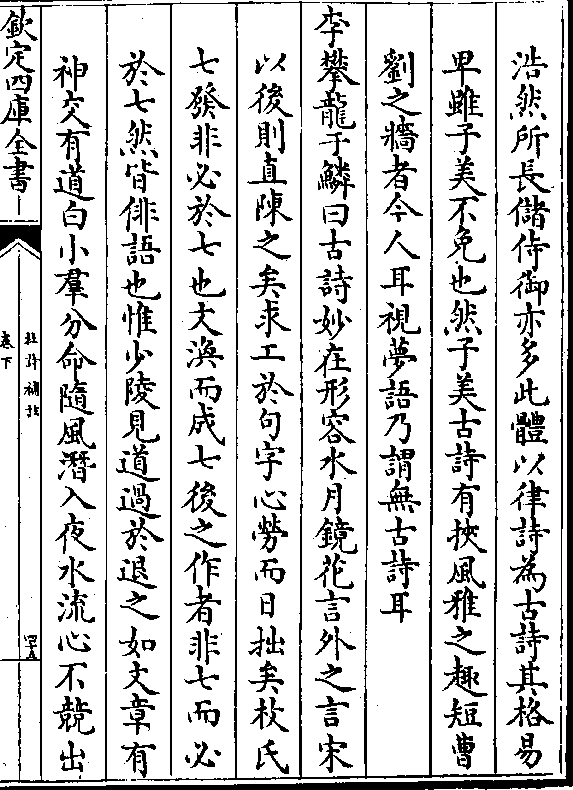 浩然所長儲侍御亦多此體以律詩為古詩其格易
卑雖子美不免也然子美古詩有挾風雅之趣短曹
劉之牆者今人耳視夢語乃謂無古詩耳
李攀龍于鱗曰古詩妙在形容水月鏡花言外之言宋
以後則直陳之矣求工於句字心勞而日拙矣枚氏
七發非必於七也文渙而成七後之作者非七而必
於七然皆俳語也惟少陵見道過於退之如文章有
神交有道白小羣分命隨風潛入夜水流心不競出
欽定四庫全書
杜詩補註
卷下
四十五